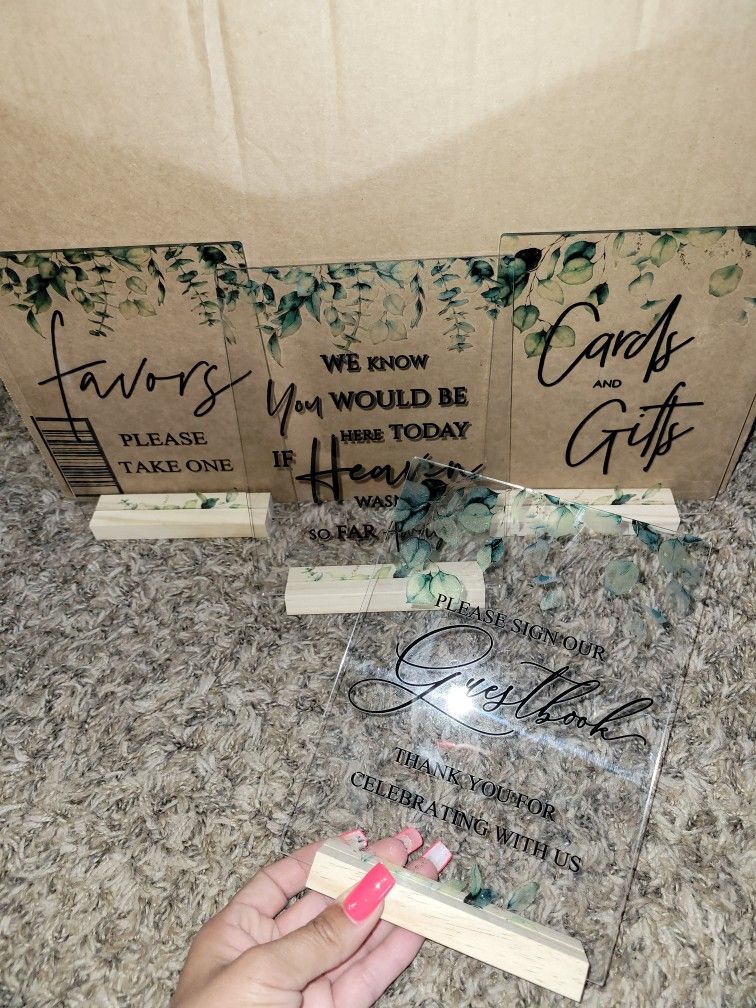 favors
PLEASE
TAKE ONE
WE KNOW
You WOULD BE
HERE TODAY
IF Heaven
WASN
SO FAR Away
Cards
AND
Gifts
PLEASE SIGN OUR
Guestbook
THANK YOU FOR
CELEBRATING WITH US